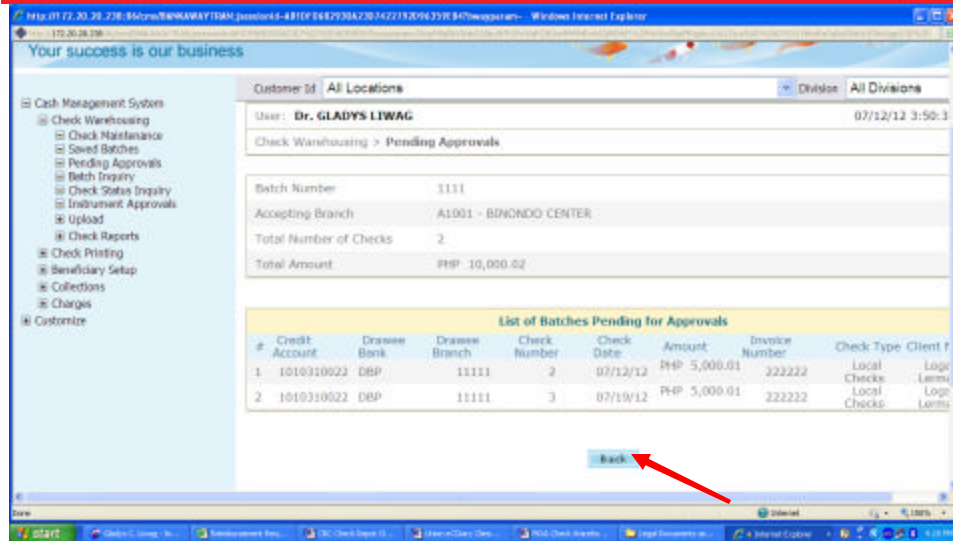 Your success is our business
Customer Id All Locations Division All Divisions
User: Dr. GLADYS LIWAG 07/12/12 3:50:3
Check Warehousing > Pending Approvals
Cash Management System
Check Warehousing
Check Maintenance
Saved Batches
Pending Approvals
Batch Inquiry
Check Status Inquiry
Instrument Approvals
Upload
Check Reports
Check Printing
Beneficiary Setup
Collections
Charges
Customize
Batch Number 1111
Accepting Branch A1001 - BINONDO CENTER
Total Number of Checks 2
Total Amount PHP 10,000.02
List of Batches Pending for Approvals
# Credit Account Drawee Bank Drawee Branch Check Number Check Date Amount Invoice Number Check Type Client
1 1010310022 DBP 11111 2 07/12/12 PHP 5,000.01 222222 Local Checks
2 1010310022 DBP 11111 3 07/19/12 PHP 5,000.01 222222 Local Checks
Back
Done Internet 100%
start